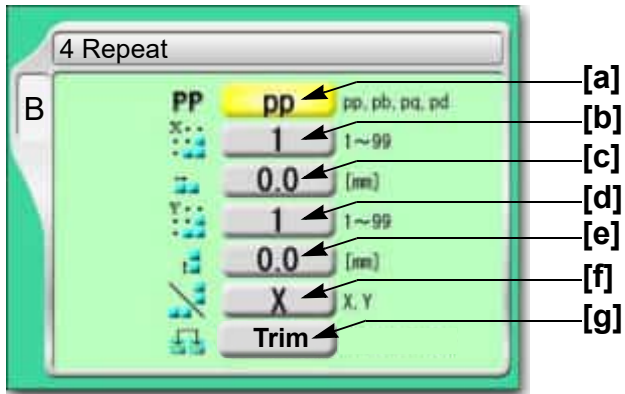 4 Repeat
[a]
B PP pp pp, pb, pq, pd
[b]
X 1 1~99
[c]
0.0 [mm]
[d]
Y 1 1~99
[e]
0.0 [mm]
[f]
X X, Y
[g]
Trim